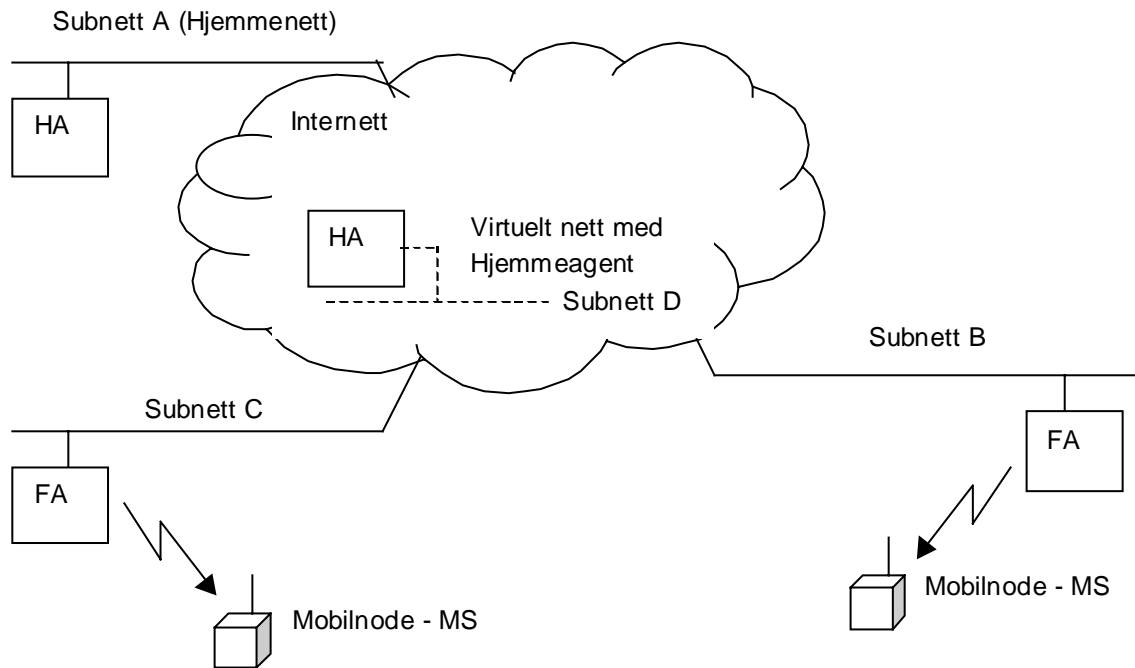 Subnett A (Hjemmenett)
HA
Internett
HA
Virtuelt nett med
Hjemmeagent
Subnett D
Subnett B
Subnett C
FA
FA
Mobilnode - MS
Mobilnode - MS